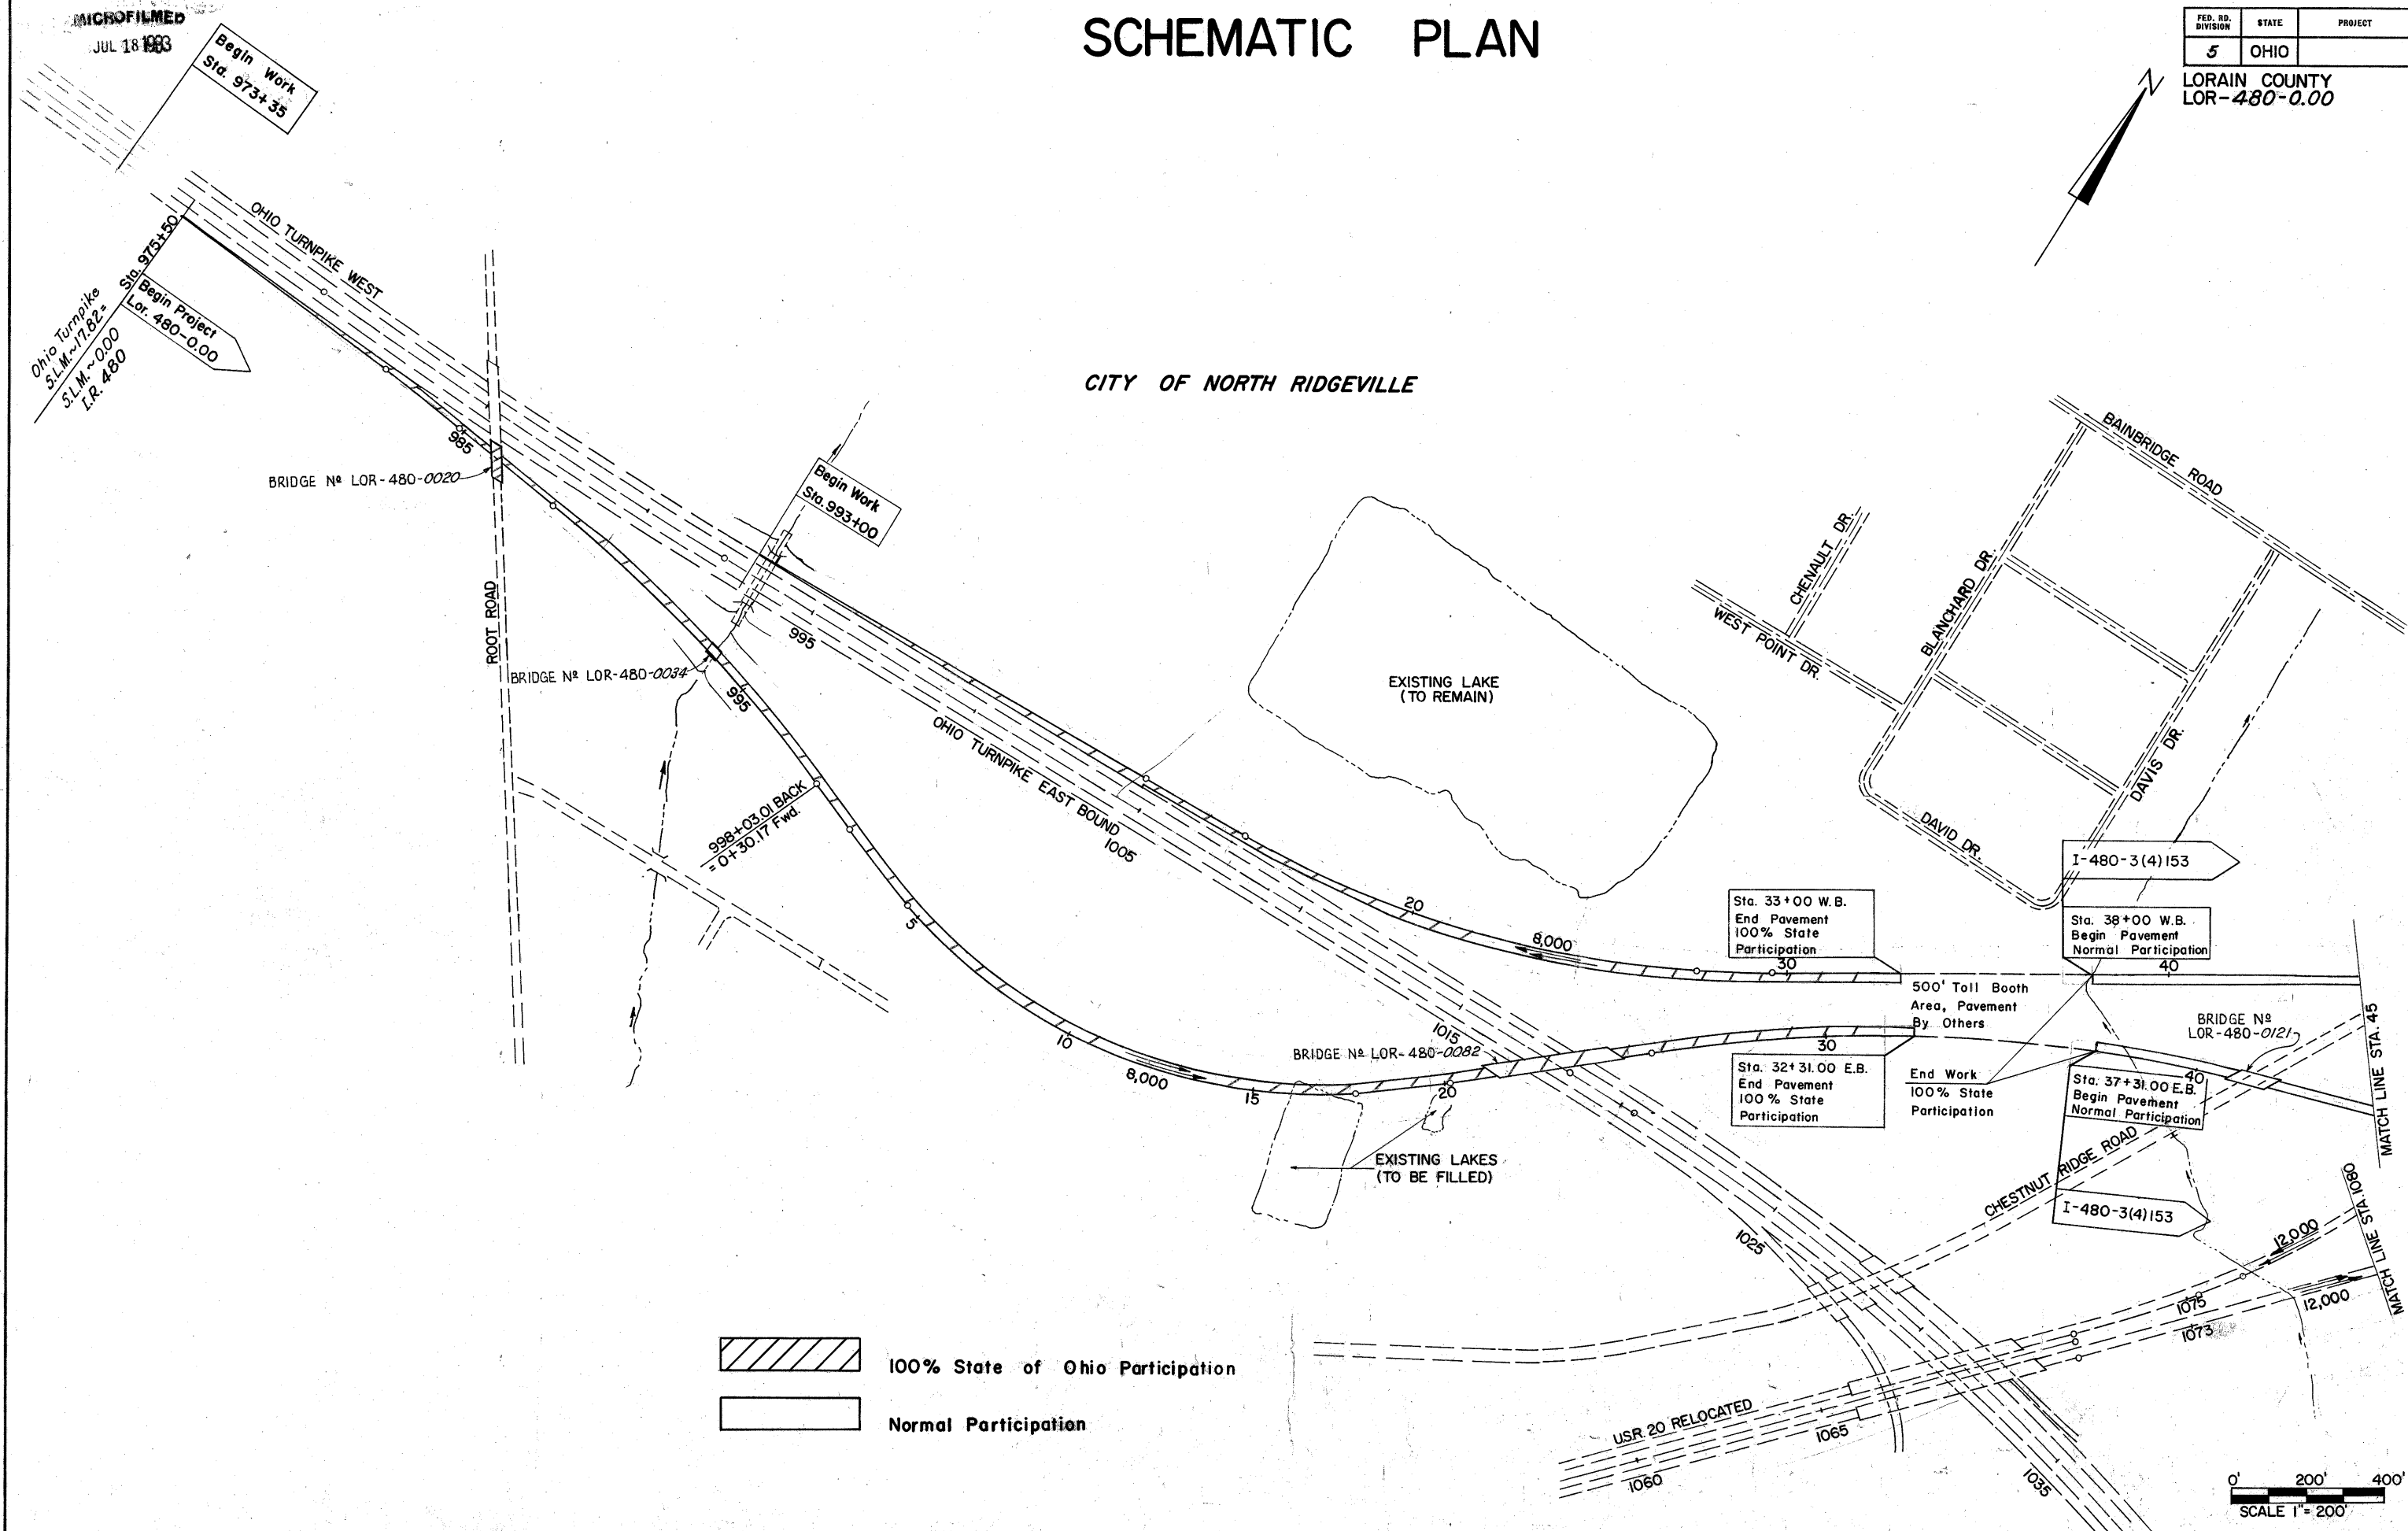 MICROFILMED
JUL 18 1983
SCHEMATIC PLAN
FED. RD. DIVISION
STATE
PROJECT
5
OHIO
LORAIN COUNTY
LOR-480-0.00
N
Begin Work
Sta. 973+35
OHIO TURNPIKE WEST
Sta. 975+50
Begin Project
Lor. 480-0.00
Ohio Turnpike
S.L.M.~17.82=
S.L.M.~0.00
I.R. 480
985
BRIDGE Nº LOR-480-0020
ROOT ROAD
CITY OF NORTH RIDGEVILLE
Begin Work
Sta. 993+00
995
BRIDGE Nº LOR-480-0034
995
998+03.01 BACK
= 0+30.17 Fwd.
OHIO TURNPIKE EAST BOUND
1005
EXISTING LAKE
(TO REMAIN)
BAINBRIDGE ROAD
CHENAULT DR.
WEST POINT DR.
BLANCHARD DR.
DAVIS DR.
DAVID DR.
I-480-3(4)153
Sta. 33+00 W.B.
End Pavement
100% State
Participation
Sta. 38+00 W.B.
Begin Pavement
Normal Participation
20
8,000
30
40
500' Toll Booth
Area, Pavement
By Others
BRIDGE Nº
LOR-480-0121
MATCH LINE STA. 45
5
10
8,000
15
20
1015
BRIDGE Nº LOR-480-0082
30
Sta. 32+31.00 E.B.
End Pavement
100% State
Participation
End Work
100% State
Participation
40
Sta. 37+31.00 E.B.
Begin Pavement
Normal Participation
EXISTING LAKES
(TO BE FILLED)
CHESTNUT RIDGE ROAD
I-480-3(4)153
MATCH LINE STA. 1080
1025
12,000
12,000
1075
1073
U.S.R. 20 RELOCATED
1065
1060
1035
100% State of Ohio Participation
Normal Participation
0' 200' 400'
SCALE 1"= 200'